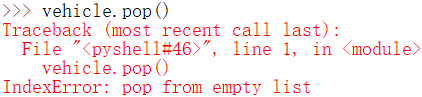 >>> vehicle.pop()
Traceback (most recent call last):
  File "<pyshell#46>", line 1, in <module>
    vehicle.pop()
IndexError: pop from empty list